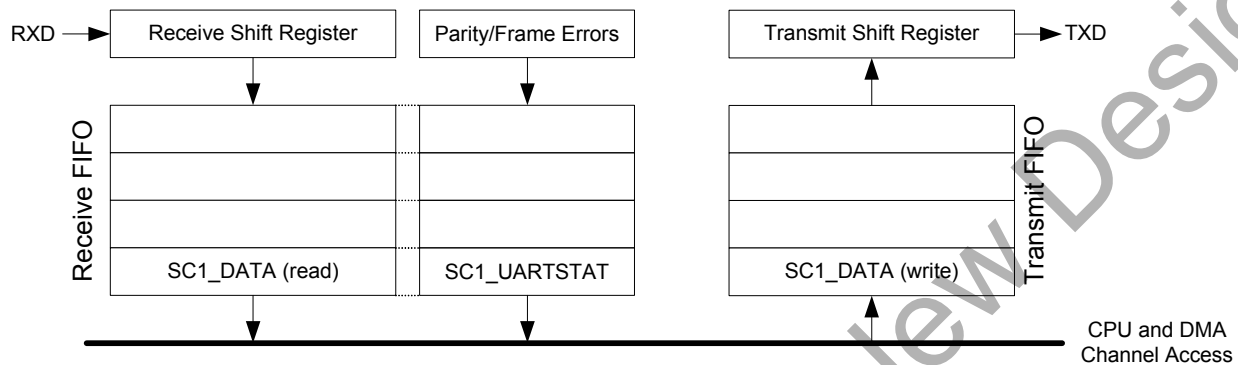 RXD
Receive Shift Register
Parity/Frame Errors
Transmit Shift Register
TXD
Receive FIFO
Transmit FIFO
SC1_DATA (read)
SC1_UARTSTAT
SC1_DATA (write)
CPU and DMA
Channel Access